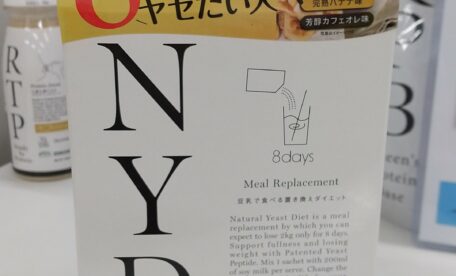 ヤセたい人
完熟バナナ味
芳醇カフェオレ味
NYD
8days
Meal Replacement
豆乳で食べる置き換えダイエット
Natural Yeast Diet is a meal
replacement by which you can
expect to lose 2kg only for 8 days.
Support fullness and losing
weight with Patented Yeast
Peptide. Mix 1 sachet with 200ml
of soy milk per serve. Change the
RTP